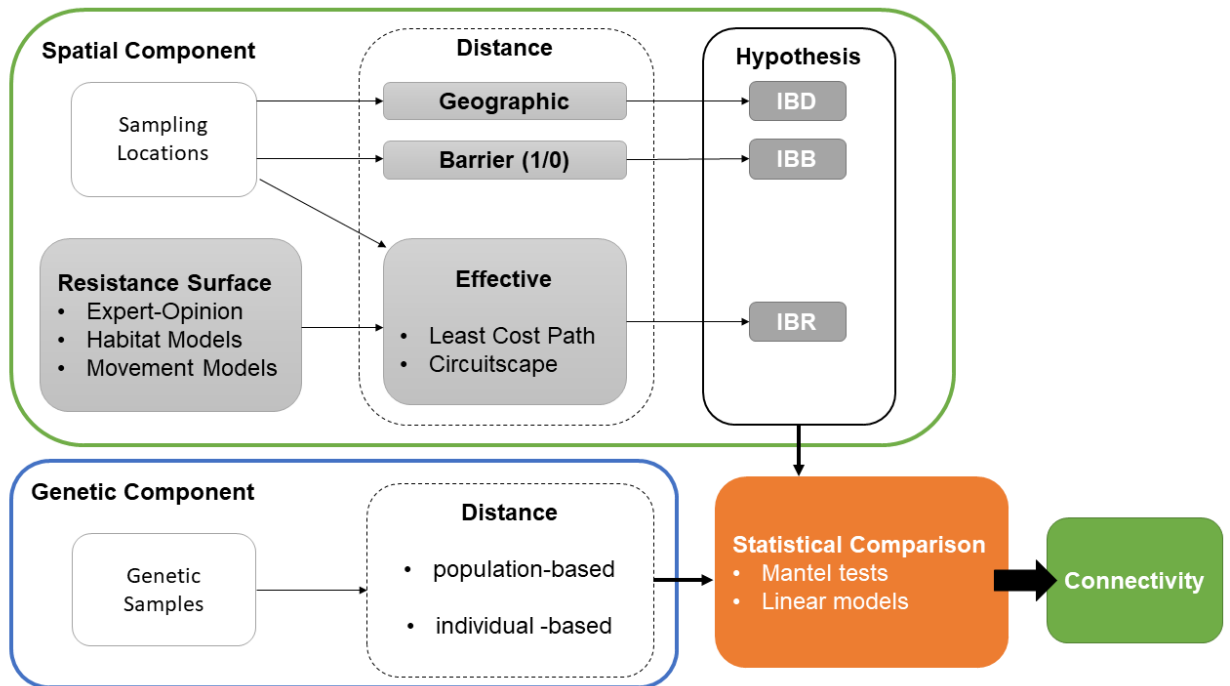 Spatial Component
Sampling
Locations
Resistance Surface
• Expert-Opinion
• Habitat Models
• Movement Models
Distance
Geographic
Barrier (1/0)
Effective
• Least Cost Path
• Circuitscape
Hypothesis
IBD
IBB
IBR
Genetic Component
Genetic
Samples
Distance
• population-based
• individual -based
Statistical Comparison
• Mantel tests
• Linear models
Connectivity